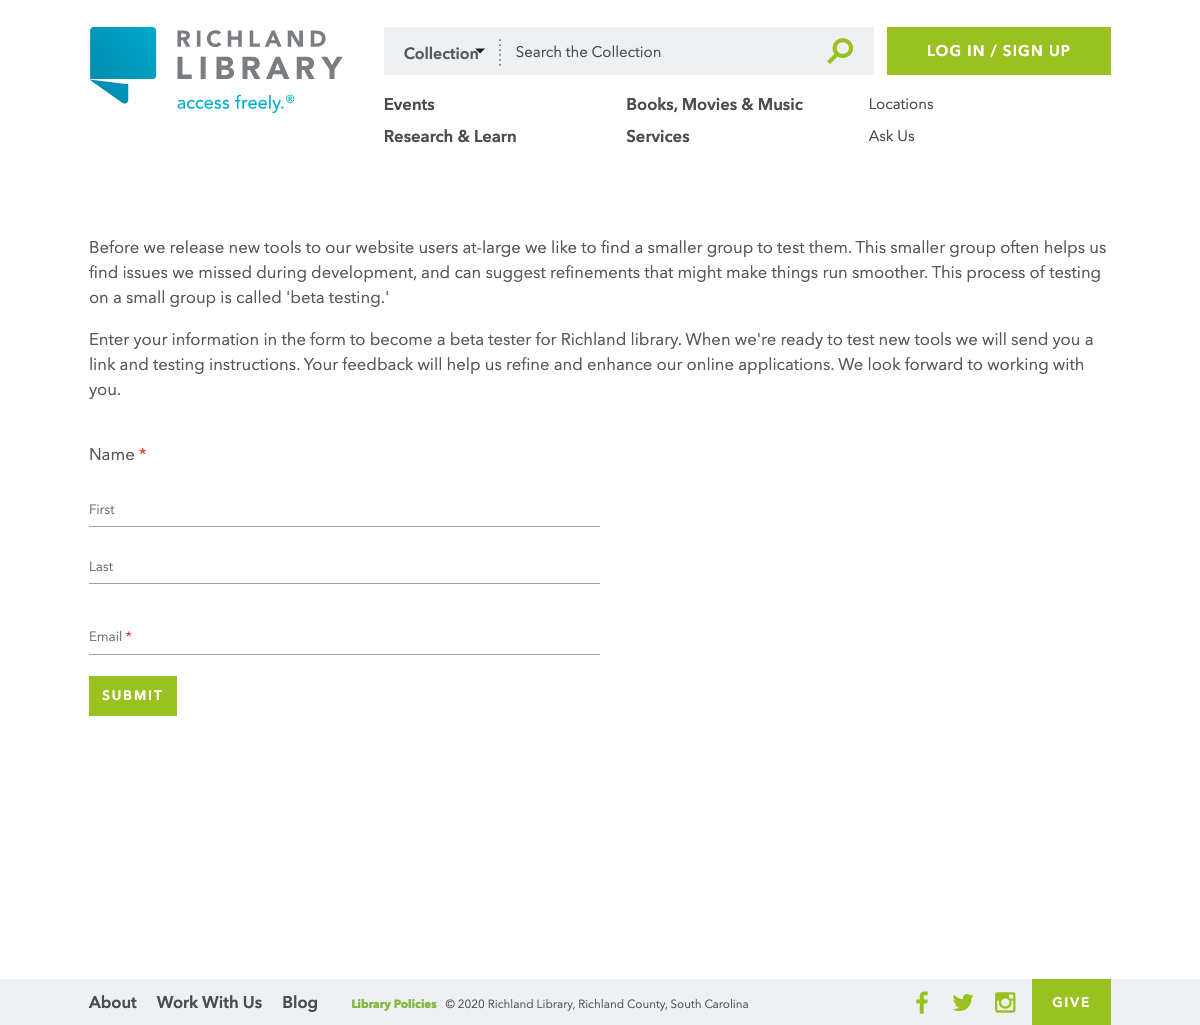 RICHLAND
LIBRARY
access freely.®
Collection
Search the Collection
LOG IN / SIGN UP
Events
Books, Movies & Music
Locations
Research & Learn
Services
Ask Us
Before we release new tools to our website users at-large we like to find a smaller group to test them. This smaller group often helps us
find issues we missed during development, and can suggest refinements that might make things run smoother. This process of testing
on a small group is called 'beta testing.'
Enter your information in the form to become a beta tester for Richland library. When we're ready to test new tools we will send you a
link and testing instructions. Your feedback will help us refine and enhance our online applications. We look forward to working with
you.
Name *
First
Last
Email *
SUBMIT
About
Work With Us
Blog
Library Policies
© 2020 Richland Library, Richland County, South Carolina
GIVE